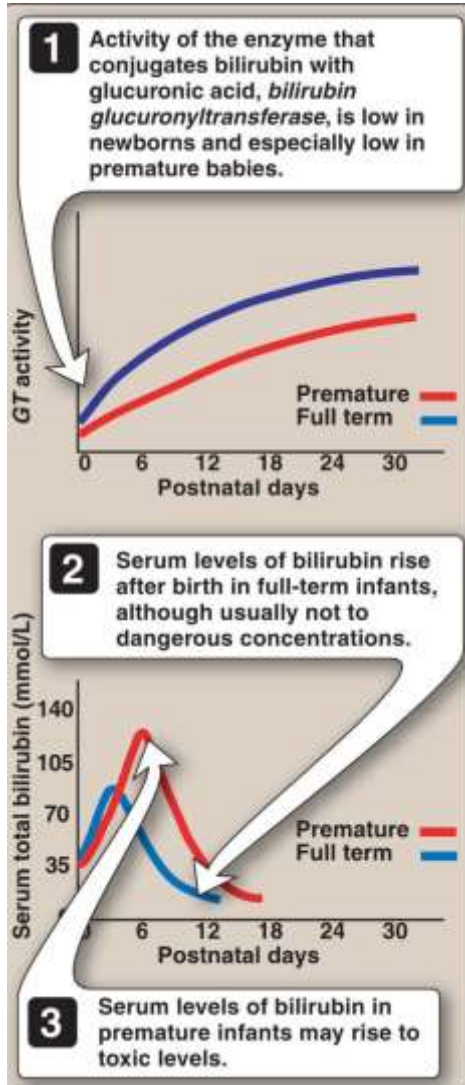 1
Activity of the enzyme that
conjugates bilirubin with
glucuronic acid, bilirubin
glucuronyltransferase, is low in
newborns and especially low in
premature babies.
GT activity
Premature
Full term
0 6 12 18 24 30
Postnatal days
2
Serum levels of bilirubin rise
after birth in full-term infants,
although usually not to
dangerous concentrations.
Serum total bilirubin (mmol/L)
140
105
70
35
Premature
Full term
6 12 18 24 30
Postnatal days
3
Serum levels of bilirubin in
premature infants may rise to
toxic levels.